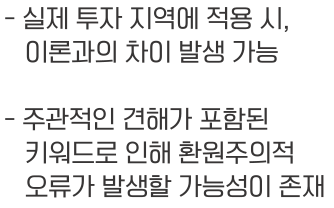 - 실제 투자 지역에 적용 시,
이론과의 차이 발생 가능
- 주관적인 견해가 포함된
키워드로 인해 환원주의적
오류가 발생할 가능성이 존재